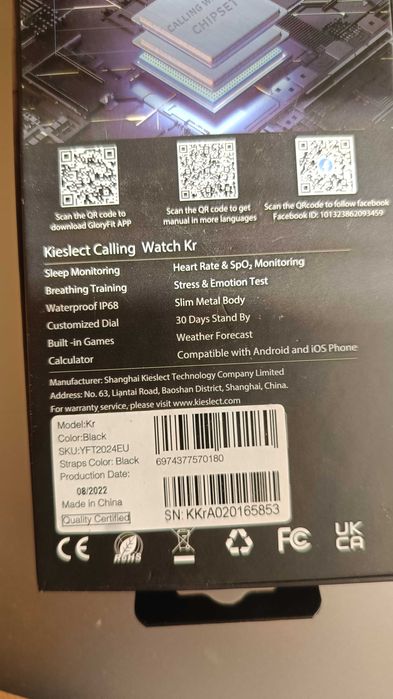 CALLING W
CHIPSET
Scan the QR code to
download GloryFit APP
Scan the QR code to get
manual in more languages
Scan the QRcode to follow facebook
Facebook ID: 101323862093459
Kieslect Calling Watch Kr
Sleep Monitoring
Heart Rate & SpO₂ Monitoring
Breathing Training
Stress & Emotion Test
Waterproof IP68
Slim Metal Body
Customized Dial
30 Days Stand By
Built -in Games
Weather Forecast
Calculator
Compatible with Android and iOS Phone
Manufacturer: Shanghai Kieslect Technology Company Limited
Address: No. 63, Liantai Road, Baoshan District, Shanghai, China.
For warranty service, please visit www.kieslect.com
Model:Kr
Color:Black
SKU:YFT2024EU
Straps Color: Black
6974377570180
Production Date:
08/2022
Made in China
Quality Certified
SN: KKrA020165853
CE
RoHS
FC
UK
CA